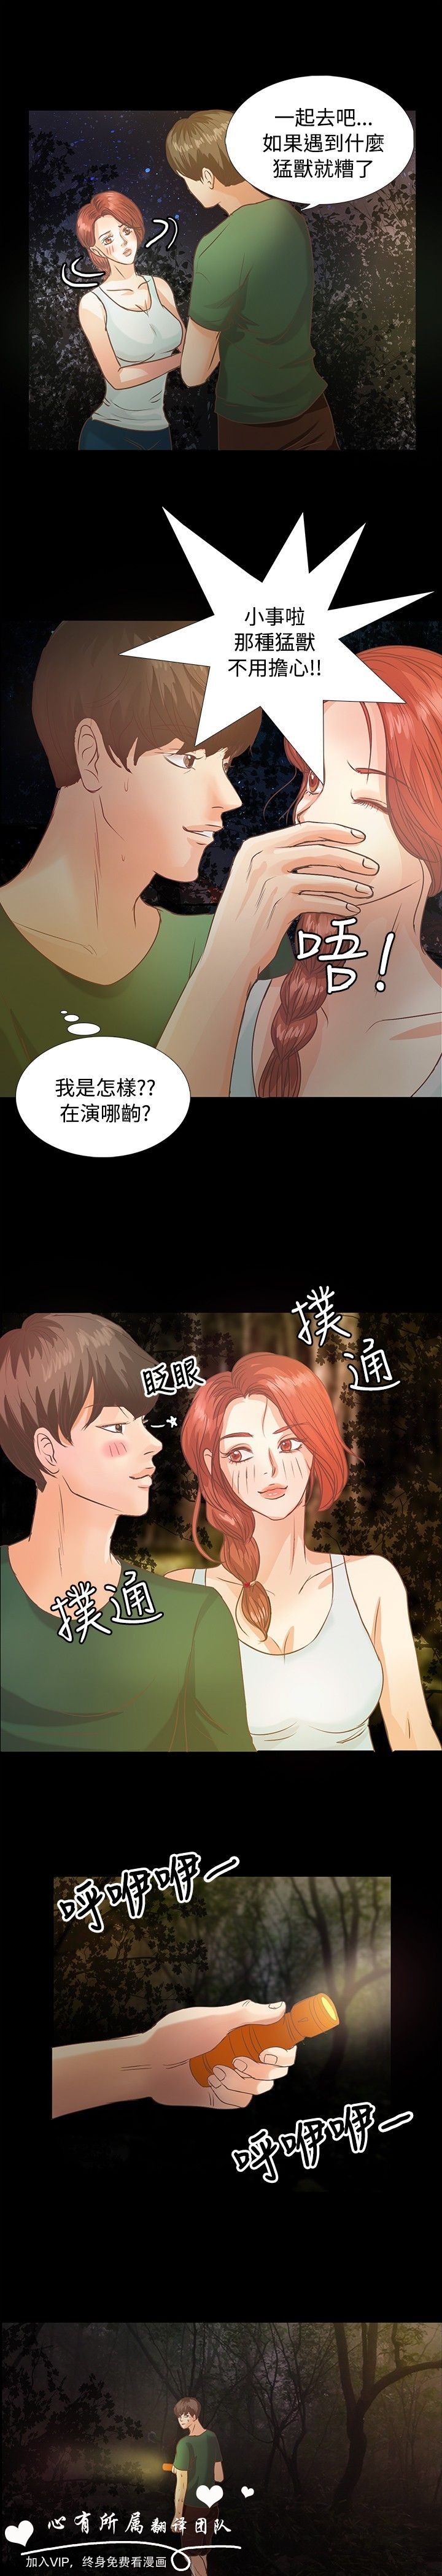 一起去吧...
如果遇到什麼
猛獸就糟了
小事啦
那種猛獸
不用擔心!!
唔!
我是怎樣??
在演哪齣?
撲通
眨眼
撲通
呼咿咿一
呼咿咿一
心有所属翻译团队
加入VIP，终身免费看漫画